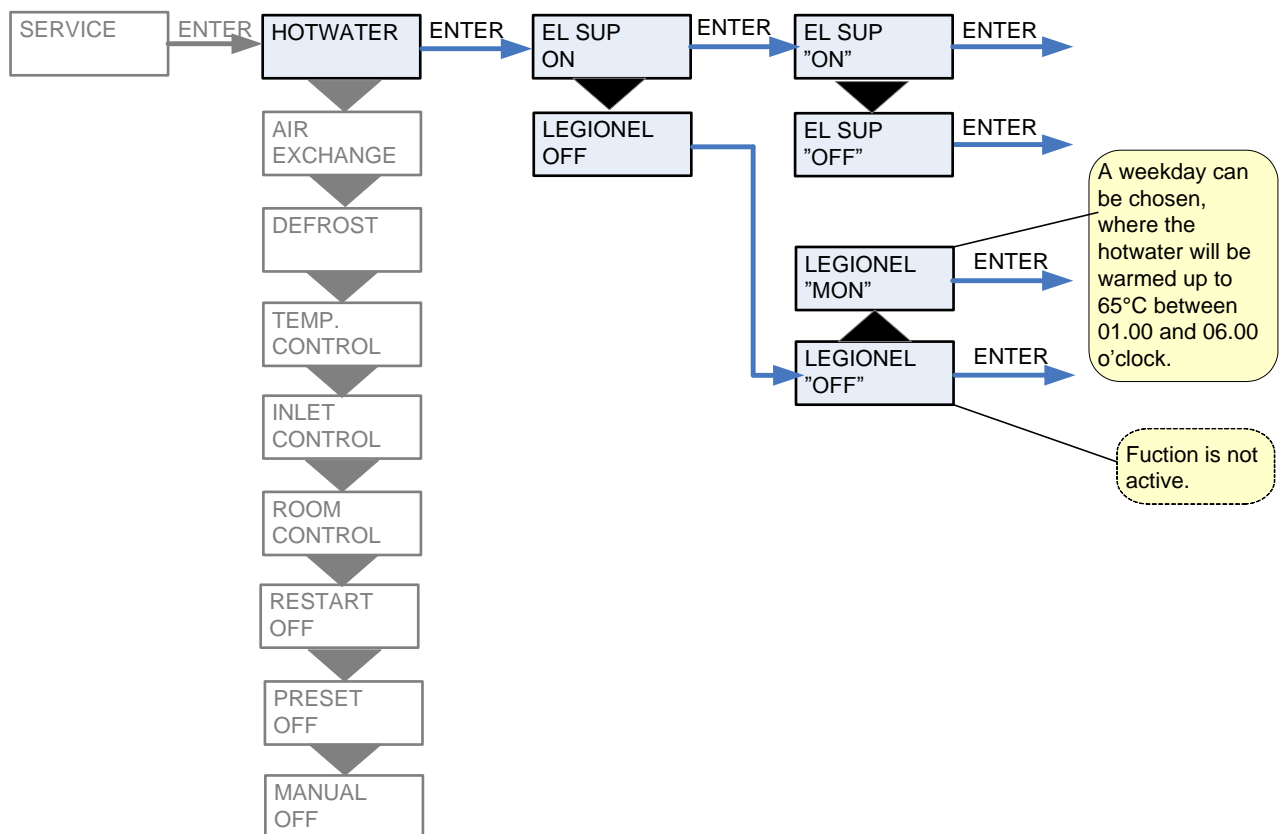 SERVICE
ENTER
HOTWATER
ENTER
EL SUP
ON
ENTER
EL SUP
”ON”
ENTER
AIR
EXCHANGE
LEGIONEL
OFF
EL SUP
”OFF”
ENTER
DEFROST
A weekday can
be chosen,
where the
hotwater will be
warmed up to
65°C between
01.00 and 06.00
o’clock.
LEGIONEL
”MON”
ENTER
TEMP.
CONTROL
LEGIONEL
”OFF”
ENTER
INLET
CONTROL
Fuction is not
active.
ROOM
CONTROL
RESTART
OFF
PRESET
OFF
MANUAL
OFF